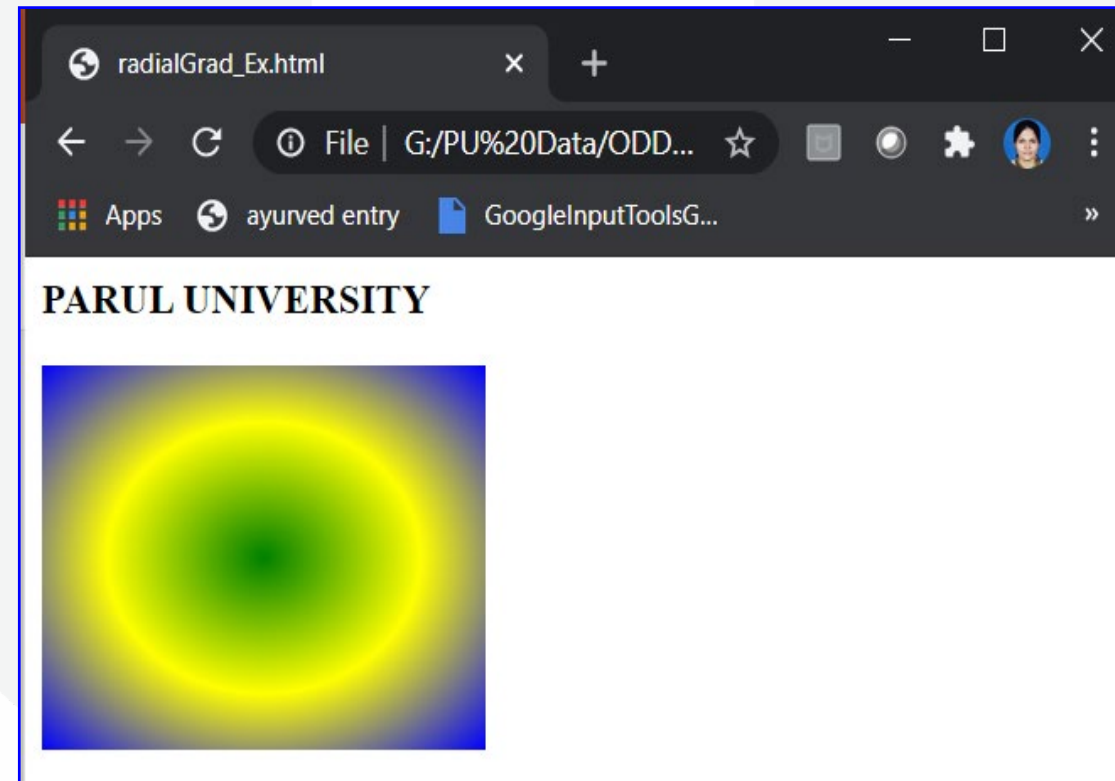 radialGrad_Ex.html
File | G:/PU%20Data/ODD...
Apps ayurved entry GoogleInputToolsG... »
PARUL UNIVERSITY